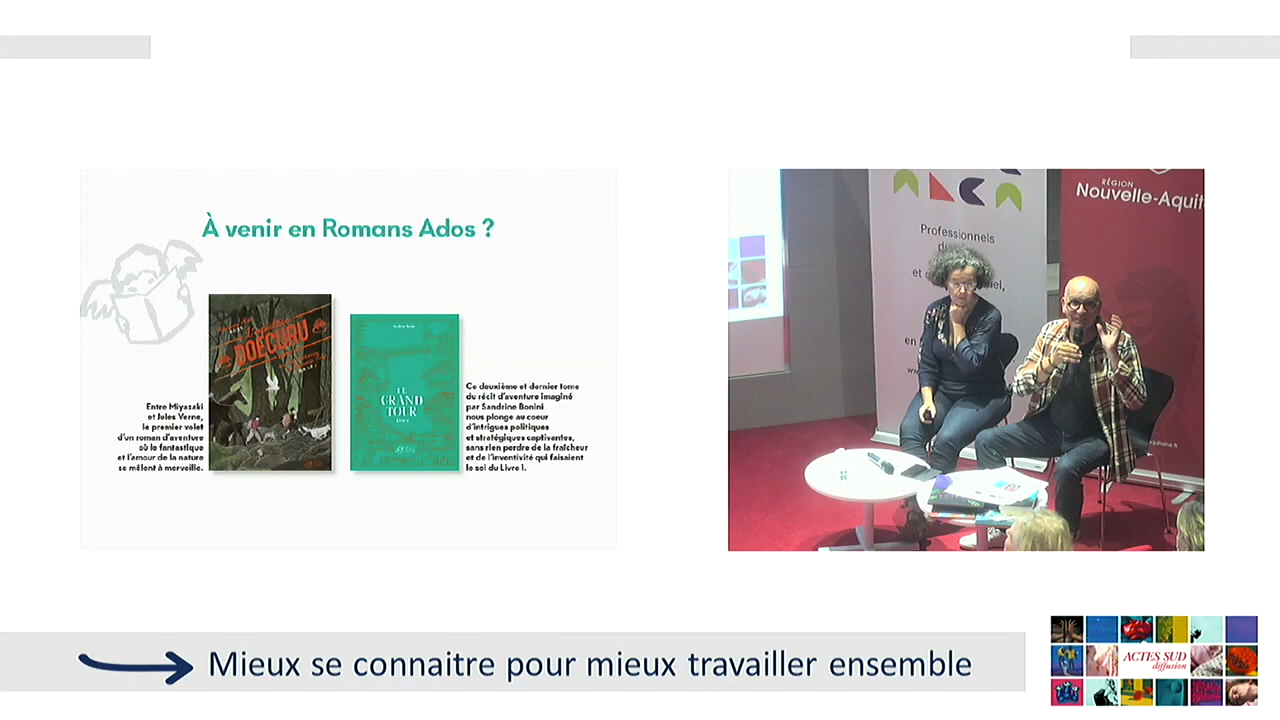 À venir en Romans Ados ?
L'expédition
DOECURU
Entre Miyazaki
et Jules Verne,
le premier volet
d'un roman d'aventure
où le fantastique
et l'amour de la nature
se mêlent à merveille.
LE
GRAND
TOUR
Ce deuxième et dernier tome
du récit d'aventure imaginé
par Sandrine Bonini
nous plonge au coeur
d'intrigues politiques
et stratégiques captivantes,
sans rien perdre de la fraîcheur
et de l'inventivité qui faisaient
le sel du Livre I.
ALCA
Professionnels
et
en
RÉGION
Nouvelle-Aquit
Mieux se connaitre pour mieux travailler ensemble
ACTES SUD
diffusion